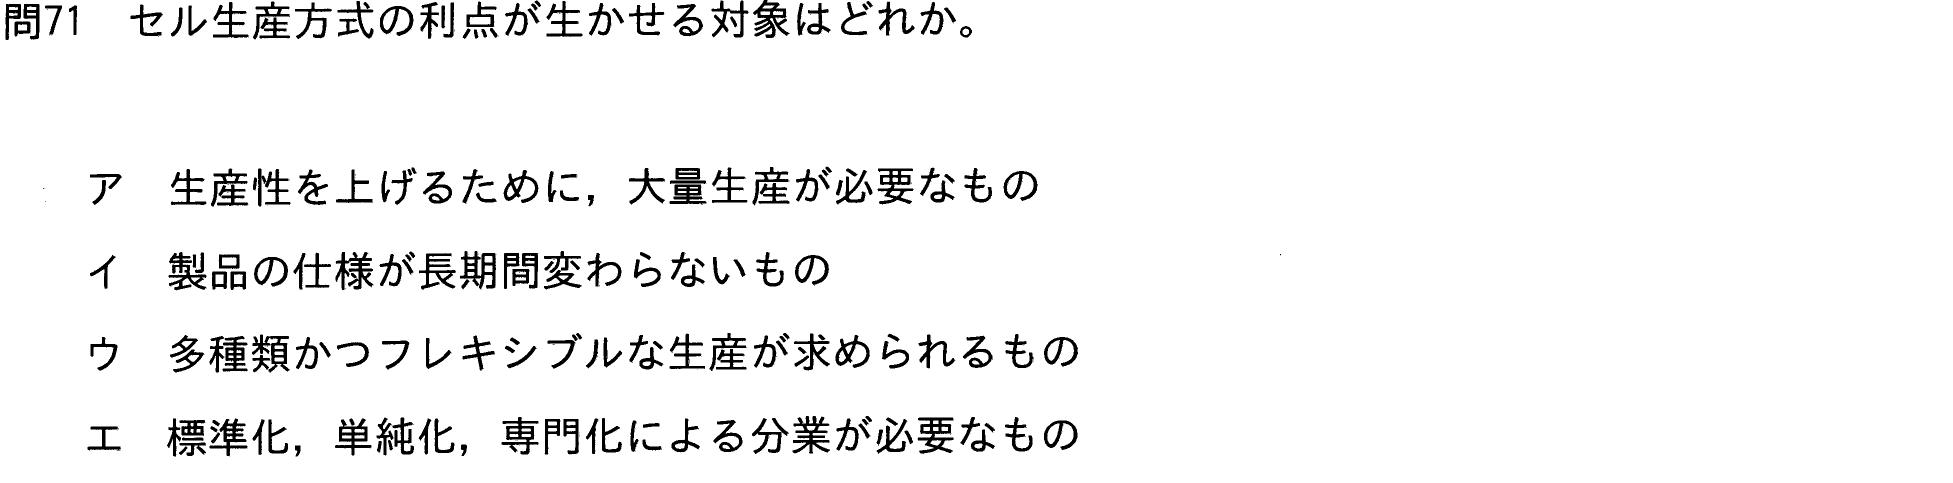 問71　セル生産方式の利点が生かせる対象はどれか。
ア　生産性を上げるために，大量生産が必要なもの
イ　製品の仕様が長期間変わらないもの
ウ　多種類かつフレキシブルな生産が求められるもの
エ　標準化，単純化，専門化による分業が必要なもの